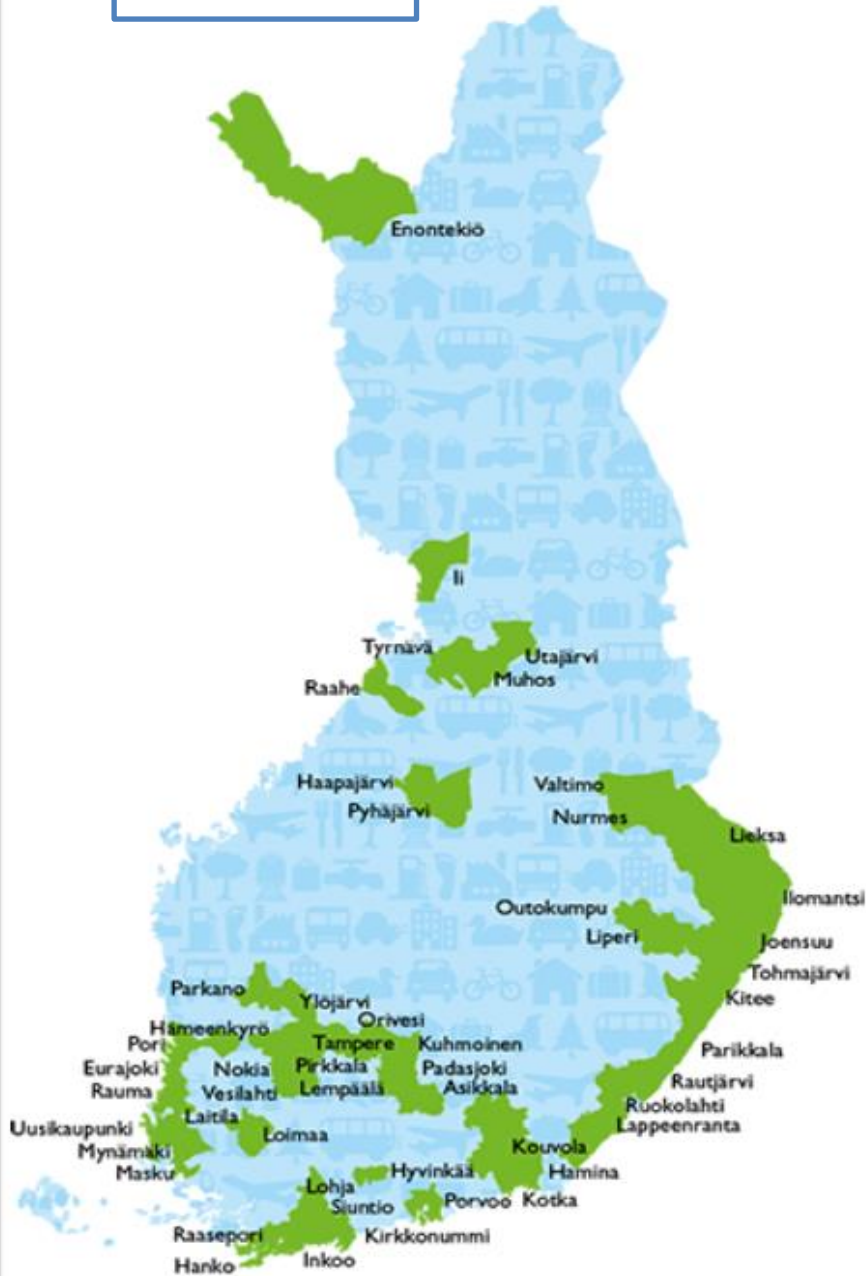 Enontekiö
Ii
Tyrnävä
Utajärvi
Muhos
Raahe
Haapajärvi
Valtimo
Pyhäjärvi
Nurmes
Lieksa
Ilomantsi
Outokumpu
Liperi
Joensuu
Tohmajärvi
Parkano
Kitee
Ylöjärvi
Orivesi
Hämeenkyrö
Pori
Tampere
Kuhmoinen
Parikkala
Eurajoki
Nokia
Pirkkala
Padasjoki
Rautjärvi
Rauma
Vesilahti
Lempäälä
Asikkala
Ruokolahti
Laitila
Lappeenranta
Uusikaupunki
Loimaa
Mynämäki
Kouvola
Masku
Hyvinkää
Hamina
Lohja
Siuntio
Porvoo
Kotka
Raasepori
Kirkkonummi
Inkoo
Hanko